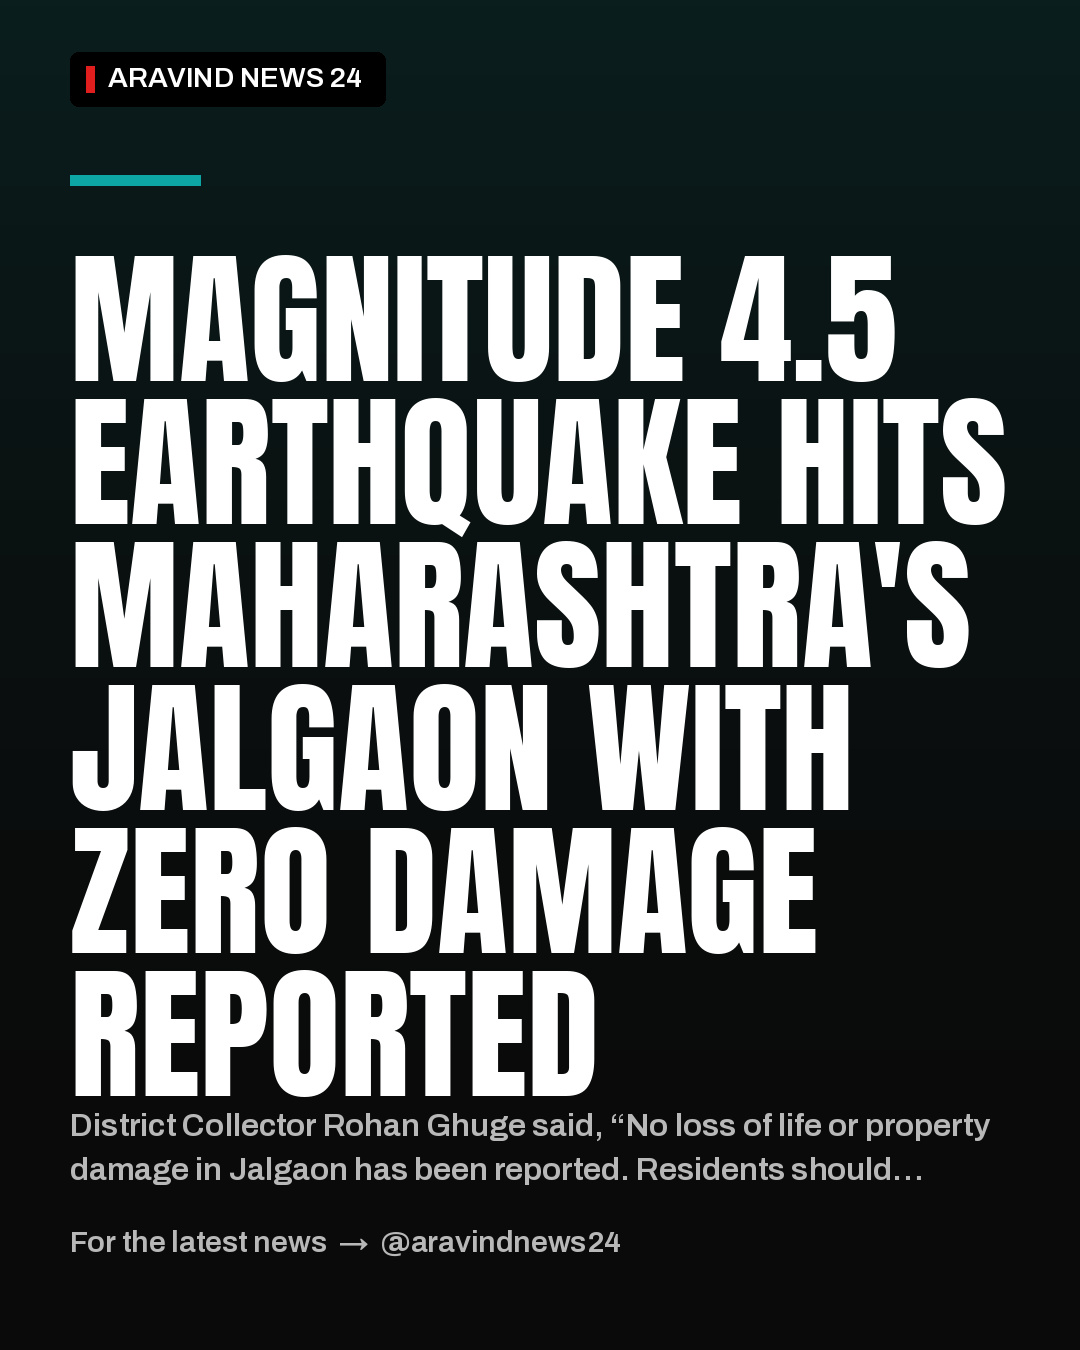 ARAVIND NEWS 24
MAGNITUDE 4.5
EARTHQUAKE HITS
MAHARASHTRA'S
JALGAON WITH
ZERO DAMAGE
REPORTED
District Collector Rohan Ghuge said, “No loss of life or property
damage in Jalgaon has been reported. Residents should…
For the latest news → @aravindnews24